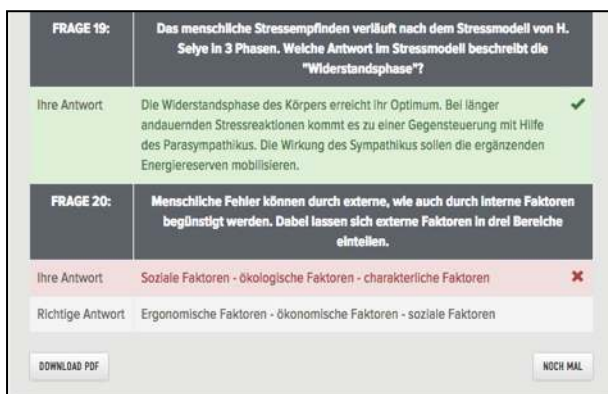 FRAGE 19:
Das menschliche Stressempfinden verläuft nach dem Stressmodell von H.
Selye in 3 Phasen. Welche Antwort im Stressmodell beschreibt die
"Widerstandsphase"?
Ihre Antwort
Die Widerstandsphase des Körpers erreicht ihr Optimum. Bei länger
andauernden Stressreaktionen kommt es zu einer Gegensteuerung mit Hilfe
des Parasympathikus. Die Wirkung des Sympathikus sollen die ergänzenden
Energiereserven mobilisieren.
FRAGE 20:
Menschliche Fehler können durch externe, wie auch durch interne Faktoren
begünstigt werden. Dabei lassen sich externe Faktoren in drei Bereiche
einteilen.
Ihre Antwort
Soziale Faktoren - ökologische Faktoren - charakterliche Faktoren
Richtige Antwort
Ergonomische Faktoren - ökonomische Faktoren - soziale Faktoren
DOWNLOAD PDF
NOCH MAL